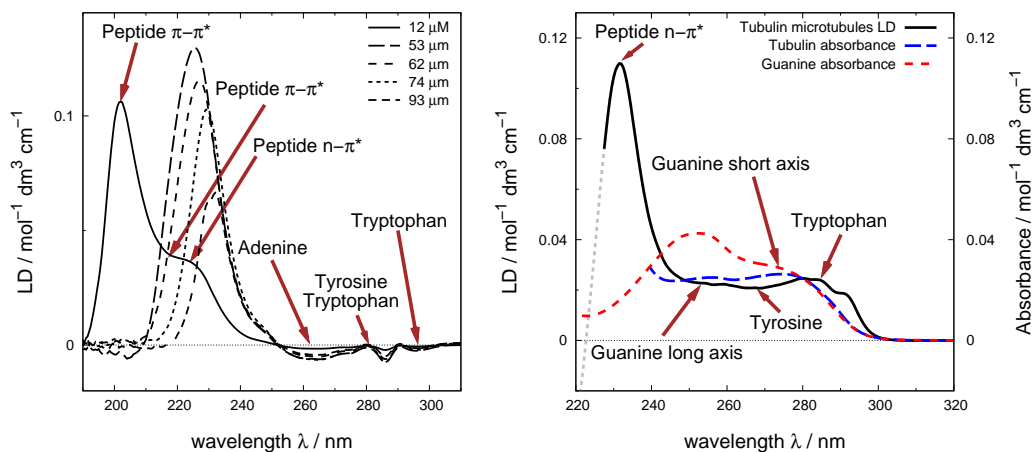 Peptide π−π*
12 μM
53 μm
62 μm
74 μm
93 μm
Peptide π−π*
Peptide n−π*
Tryptophan
Adenine
Tyrosine
Tryptophan
0.1
0
LD / mol⁻¹ dm³ cm⁻¹
200 220 240 260 280 300
wavelength λ / nm
Peptide n−π*
Tubulin microtubules LD
Tubulin absorbance
Guanine absorbance
Guanine short axis
Tryptophan
Tyrosine
Guanine long axis
0.12
0.08
0.04
0
LD / mol⁻¹ dm³ cm⁻¹
0.12
0.08
0.04
0
Absorbance / mol⁻¹ dm³ cm⁻¹
220 240 260 280 300 320
wavelength λ / nm